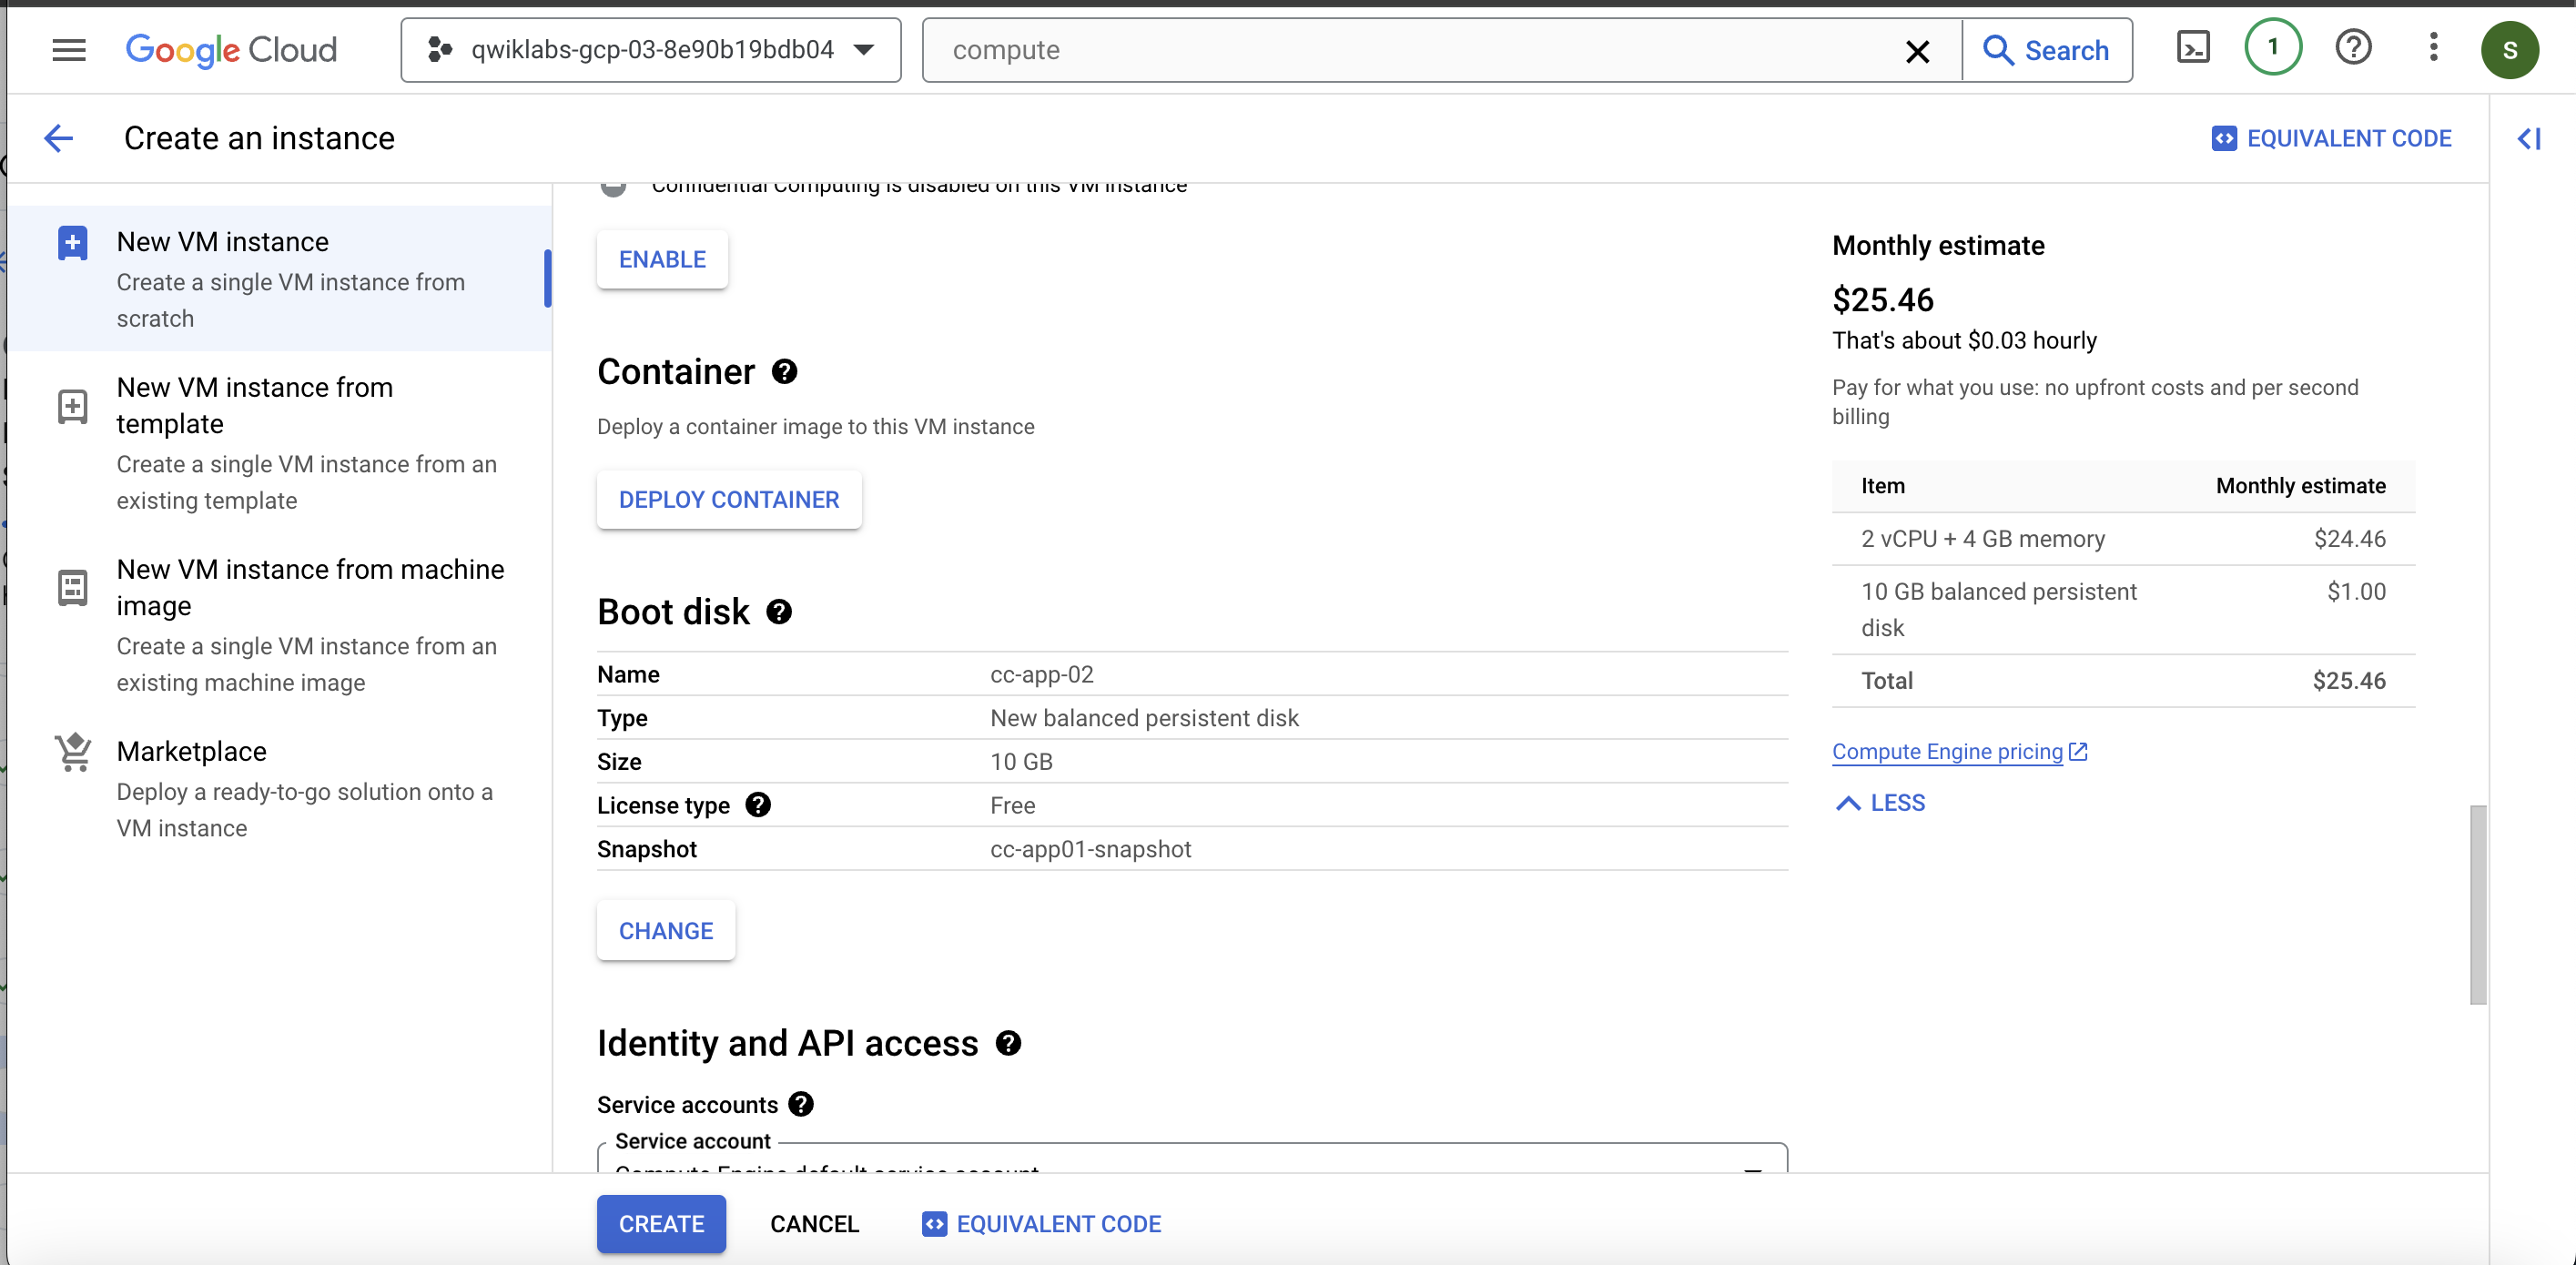 Google Cloud
qwiklabs-gcp-03-8e90b19bdb04
compute
Search
1
S
Create an instance
EQUIVALENT CODE
New VM instance
Create a single VM instance from
scratch
New VM instance from
template
Create a single VM instance from an
existing template
New VM instance from machine
image
Create a single VM instance from an
existing machine image
Marketplace
Deploy a ready-to-go solution onto a
VM instance
Confidential Computing is disabled on this VM instance
ENABLE
Container
Deploy a container image to this VM instance
DEPLOY CONTAINER
Boot disk
Name cc-app-02
Type New balanced persistent disk
Size 10 GB
License type Free
Snapshot cc-app01-snapshot
CHANGE
Identity and API access
Service accounts
Service account
Compute Engine default service account
CREATE
CANCEL
EQUIVALENT CODE
Monthly estimate
$25.46
That's about $0.03 hourly
Pay for what you use: no upfront costs and per second
billing
Item Monthly estimate
2 vCPU + 4 GB memory $24.46
10 GB balanced persistent $1.00
disk
Total $25.46
Compute Engine pricing
LESS